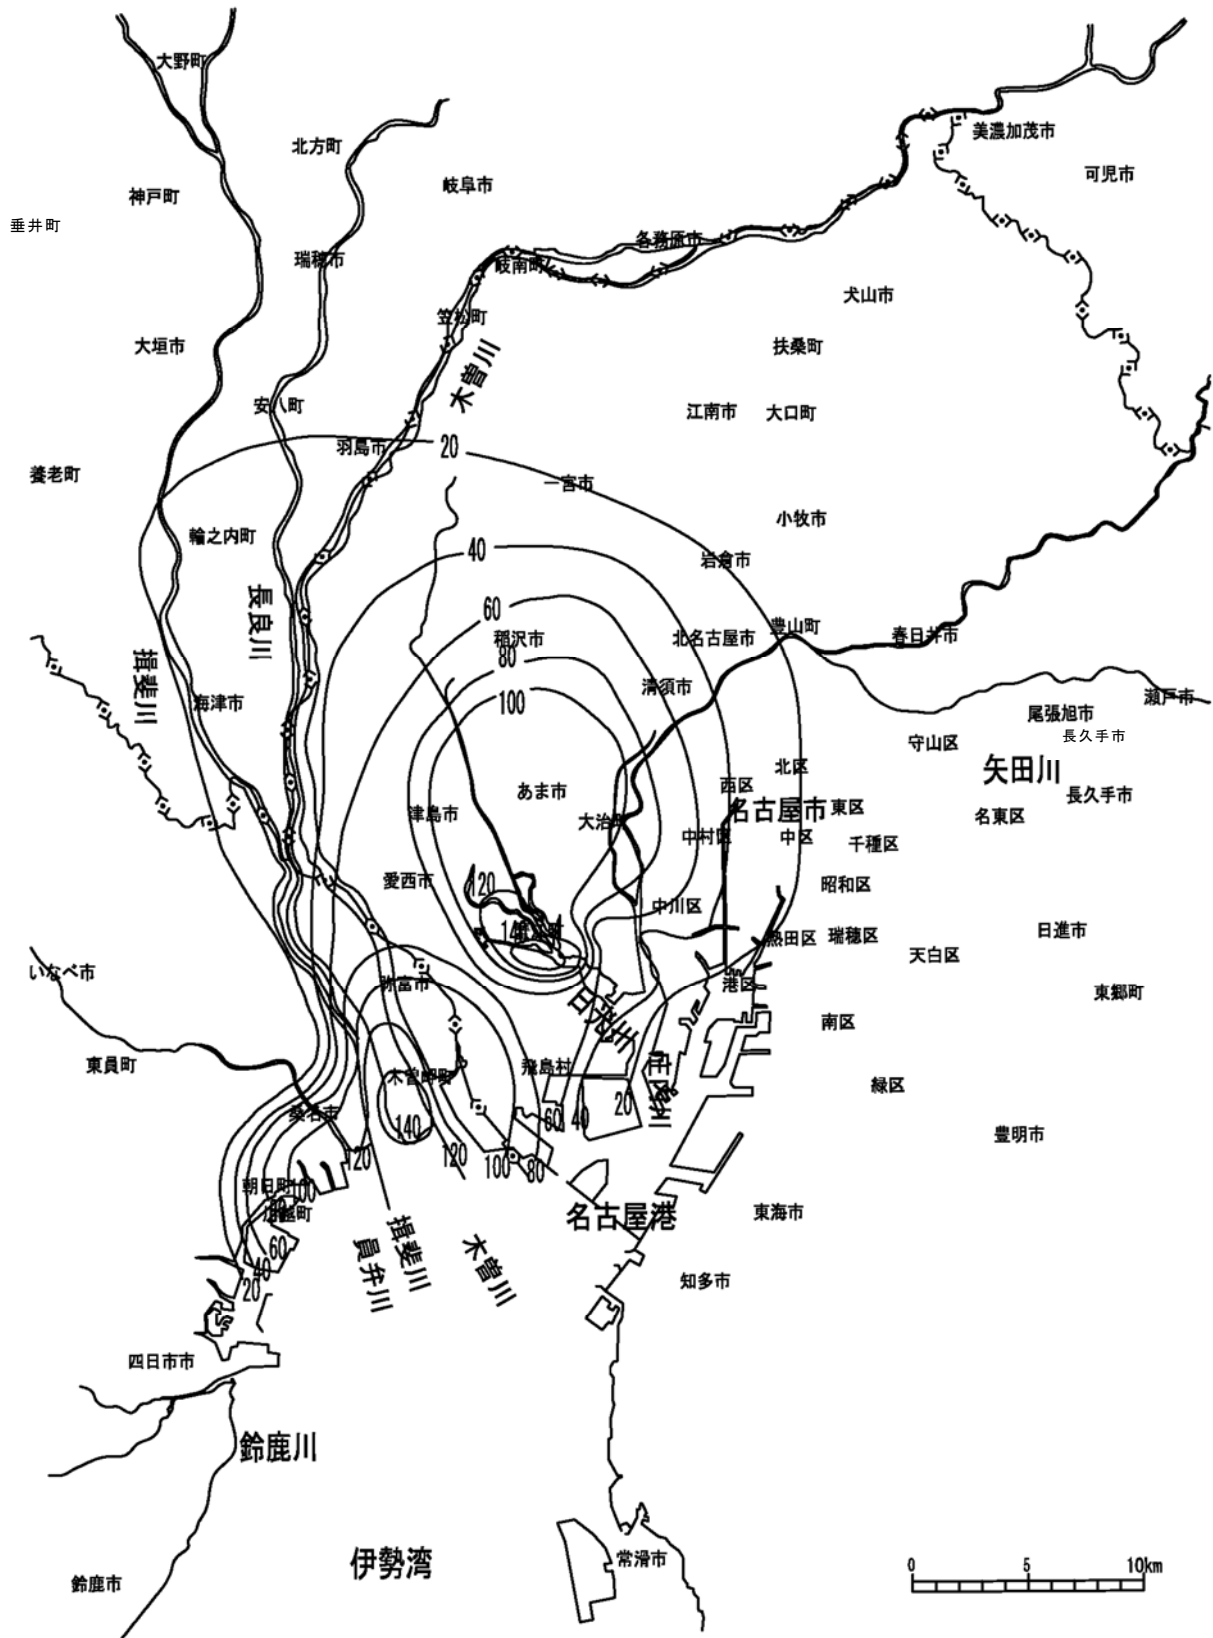 大野町
北方町
美濃加茂市
可児市
岐阜市
神戸町
垂井町
各務原市
瑞穂市
岐南町
犬山市
笠松町
大垣市
扶桑町
木曽川
安八町
江南市
大口町
羽島市
20
養老町
一宮市
小牧市
輪之内町
40
岩倉市
60
長良川
豊山町
稲沢市
北名古屋市
春日井市
80
揖斐川
清須市
100
海津市
瀬戸市
尾張旭市
長久手市
守山区
北区
矢田川
西区
あま市
長久手市
名古屋市
東区
津島市
大治町
名東区
中村区
中区
千種区
愛西市
120
昭和区
中川区
日進市
熱田区
瑞穂区
天白区
いなべ市
弥富市
港区
東郷町
日光川
南区
東員町
飛島村
木曽岬町
庄内川
緑区
桑名市
140
60
40
20
豊明市
120
120
100
80
朝日町
100
川越町
名古屋港
東海市
揖斐川
員弁川
木曽川
60
40
20
知多市
四日市市
鈴鹿川
伊勢湾
常滑市
鈴鹿市
0
5
10km